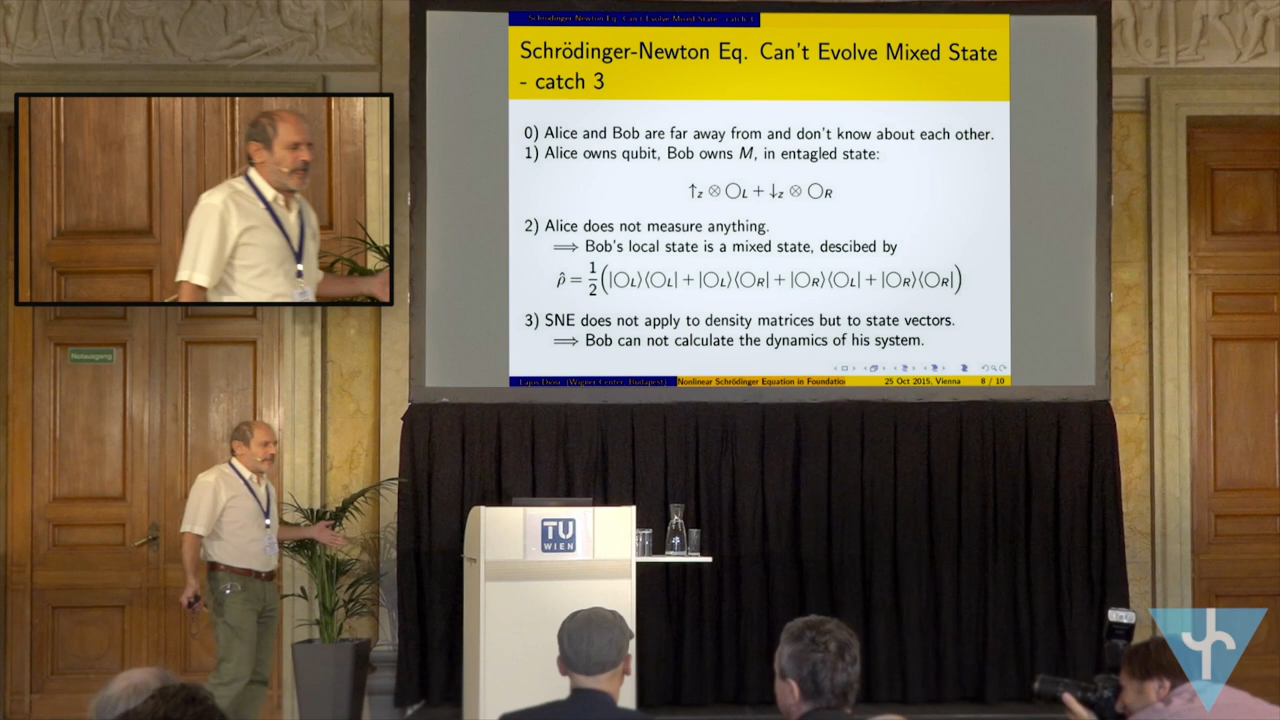 Schrödinger-Newton Eq. Can't Evolve Mixed State - catch 3
Schrödinger-Newton Eq. Can't Evolve Mixed State
- catch 3
0) Alice and Bob are far away from and don't know about each other.
1) Alice owns qubit, Bob owns M, in entagled state:
↑z ⊗ ○L + ↓z ⊗ ○R
2) Alice does not measure anything.
⟹ Bob's local state is a mixed state, descibed by
ρ̂ = 1/2 (|○L⟩⟨○L| + |○L⟩⟨○R| + |○R⟩⟨○L| + |○R⟩⟨○R|)
3) SNE does not apply to density matrices but to state vectors.
⟹ Bob can not calculate the dynamics of his system.
Lajos Diósi (Wigner Center, Budapest) Nonlinear Schrödinger Equation in Foundatio 25 Oct 2015, Vienna 8 / 10
Notausgang
TU
WIEN